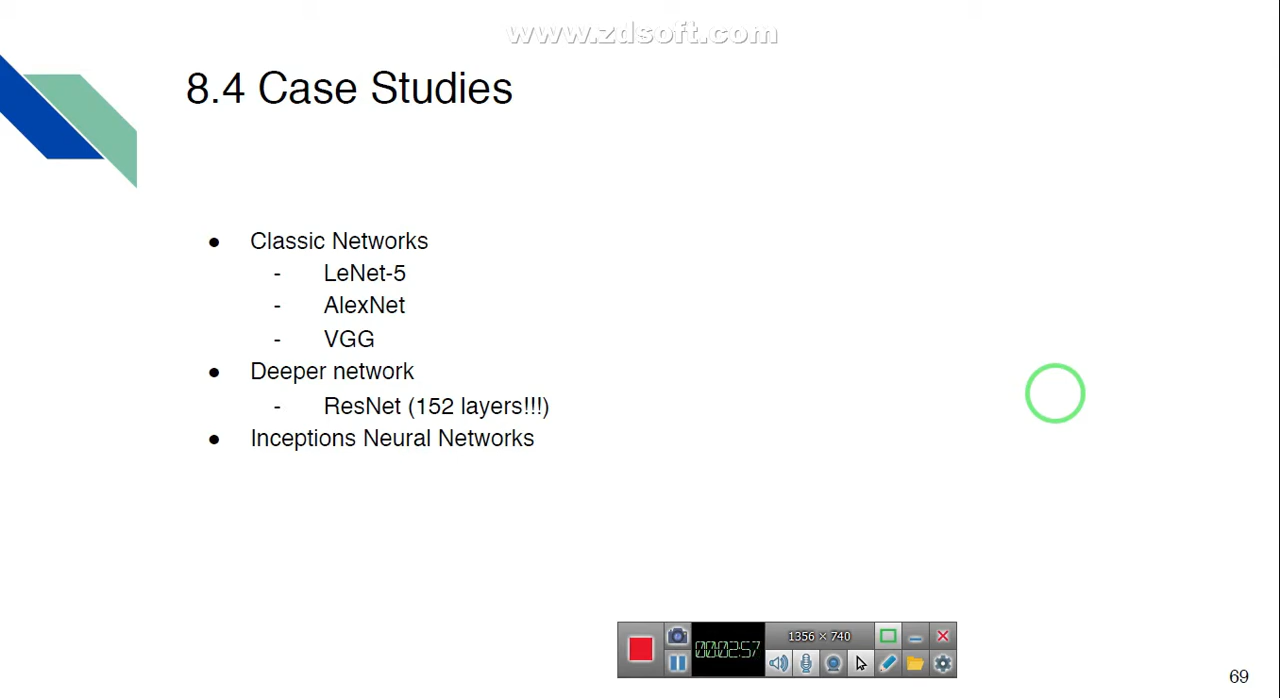 www.zdsoft.com
8.4 Case Studies
● Classic Networks
- LeNet-5
- AlexNet
- VGG
● Deeper network
- ResNet (152 layers!!!)
● Inceptions Neural Networks
00:02:57
1356 × 740
69